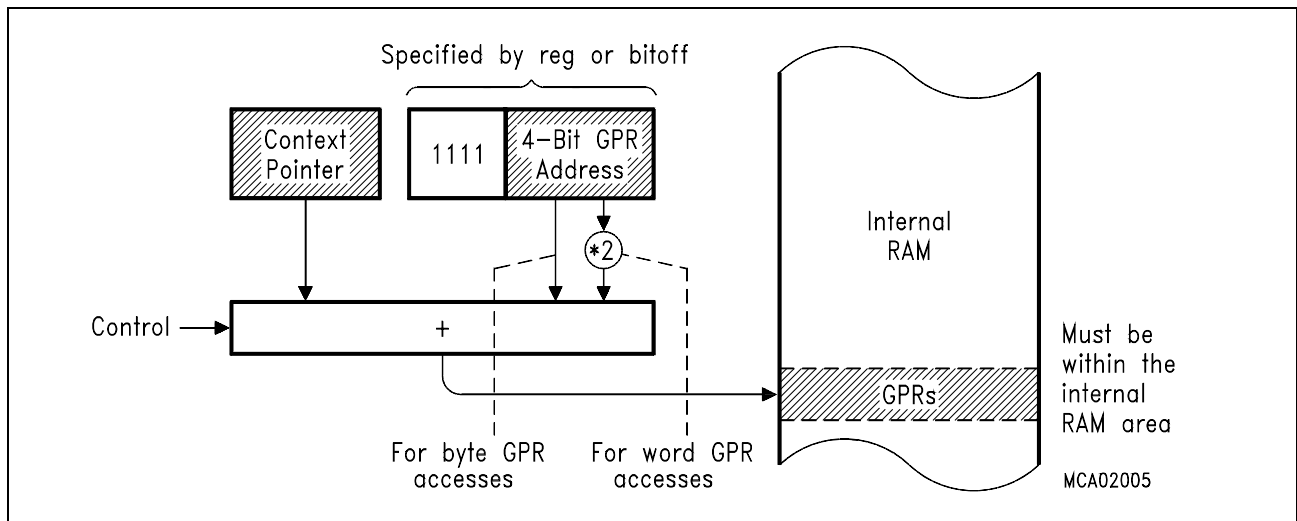 Specified by reg or bitoff
Context
Pointer
1111
4-Bit GPR
Address
*2
Control
+
For byte GPR
accesses
For word GPR
accesses
Internal
RAM
GPRs
Must be
within the
internal
RAM area
MCA02005